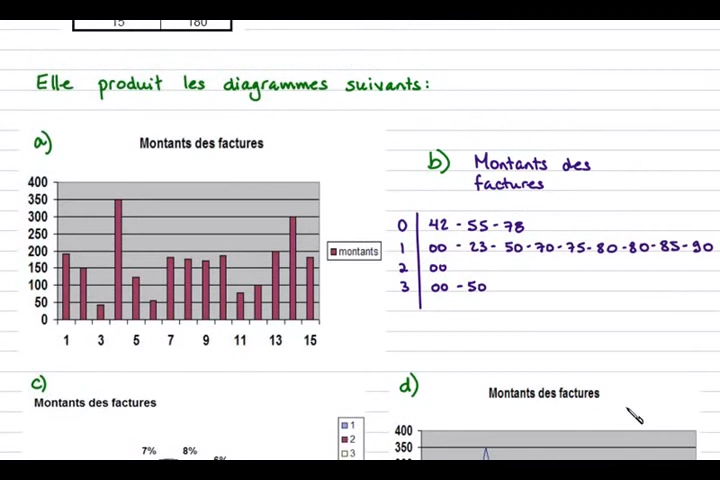 15 180
Elle produit les diagrammes suivants:
a)
Montants des factures
400
350
300
250
200
150
100
50
0
1 3 5 7 9 11 13 15
montants
b) Montants des
factures
0 42 - 55 - 78
1 00 - 23 - 50 - 70 - 75 - 80 - 80 - 85 - 90
2 00
3 00 - 50
c)
Montants des factures
7% 8%
1
2
3
d)
Montants des factures
400
350